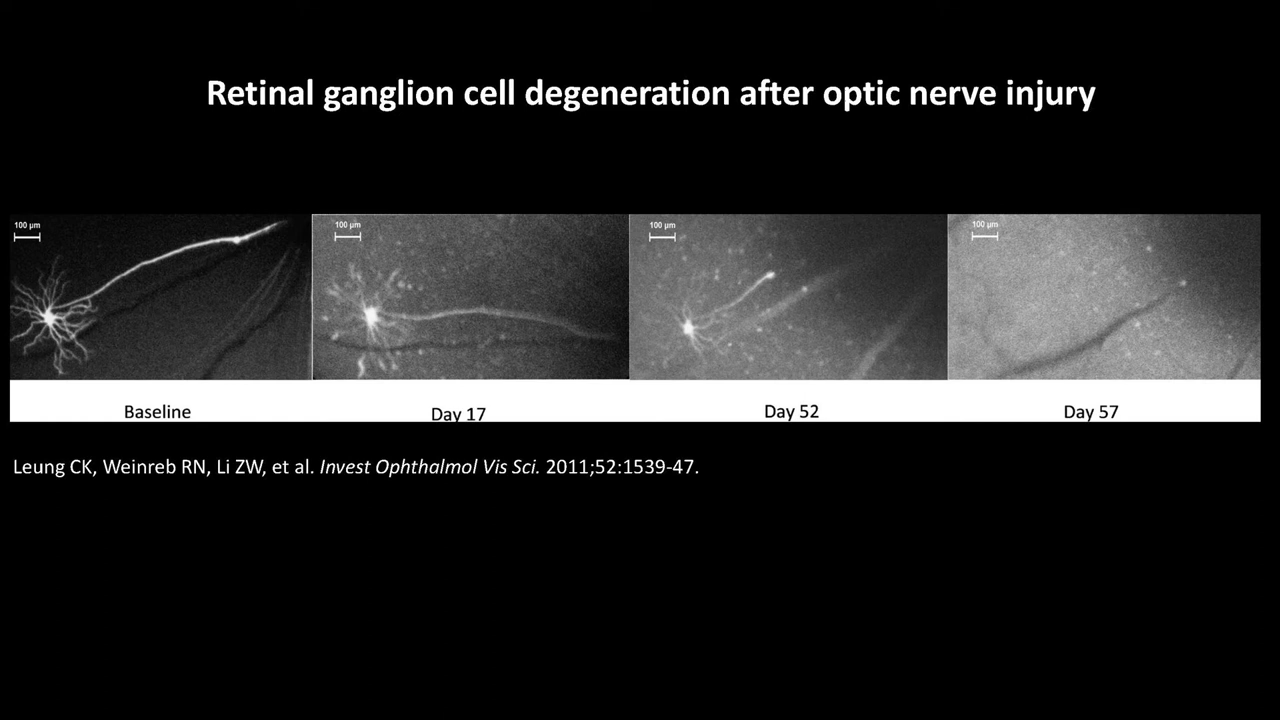 Retinal ganglion cell degeneration after optic nerve injury
100 µm
100 µm
100 µm
100 µm
Baseline
Day 17
Day 52
Day 57
Leung CK, Weinreb RN, Li ZW, et al. Invest Ophthalmol Vis Sci. 2011;52:1539-47.